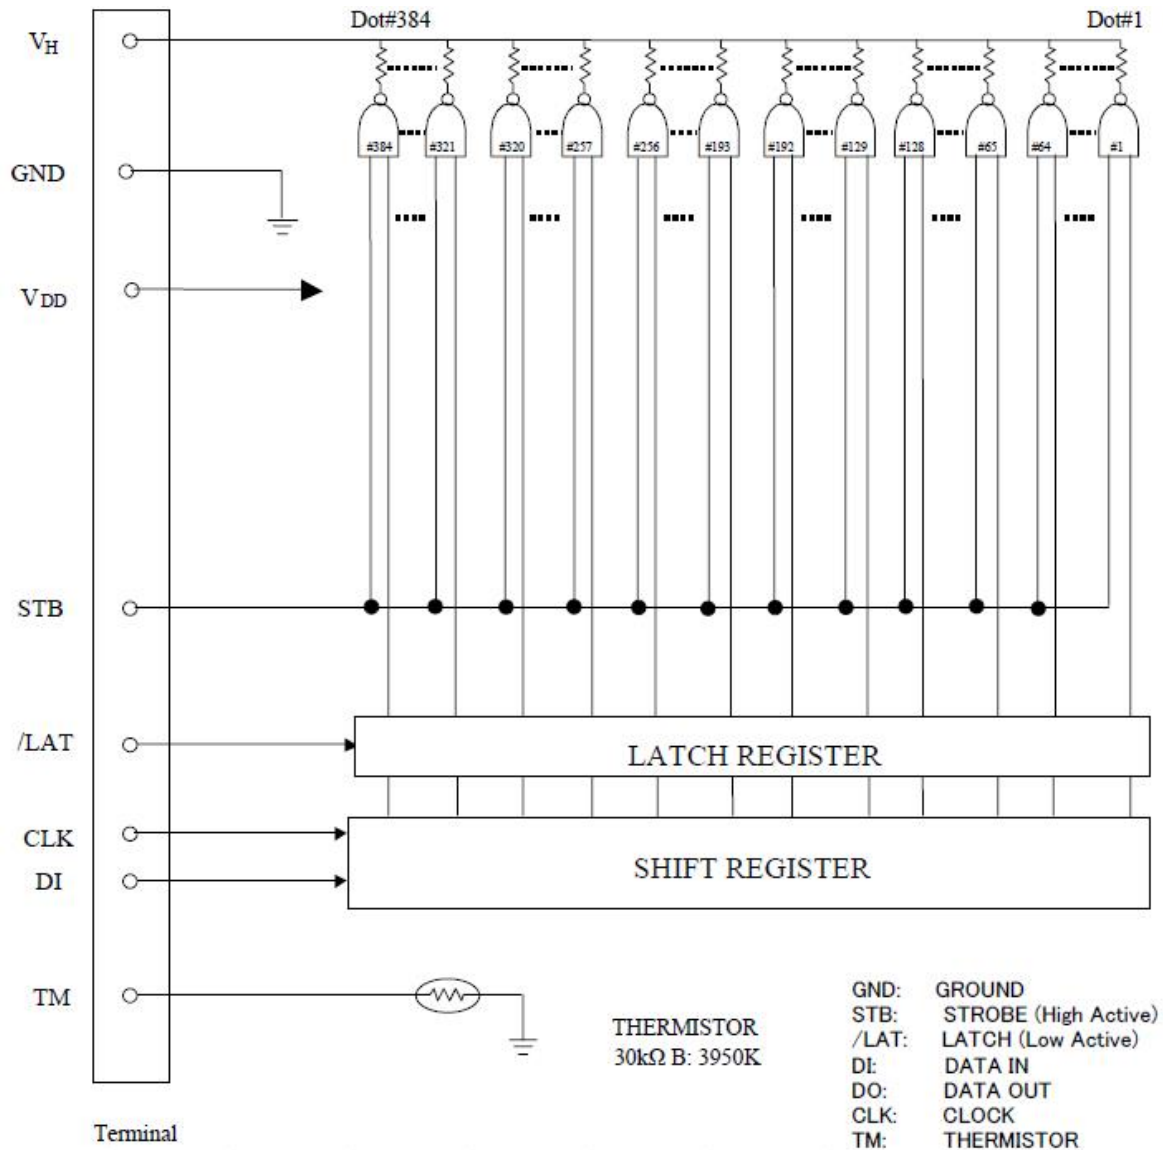 Dot#384 Dot#1
VH
#384 #321 #320 #257 #256 #193 #192 #129 #128 #65 #64 #1
GND
VDD
STB
/LAT
LATCH REGISTER
CLK
SHIFT REGISTER
DI
TM
THERMISTOR
30kΩ B: 3950K
GND: GROUND
STB: STROBE (High Active)
/LAT: LATCH (Low Active)
DI: DATA IN
DO: DATA OUT
CLK: CLOCK
TM: THERMISTOR
Terminal